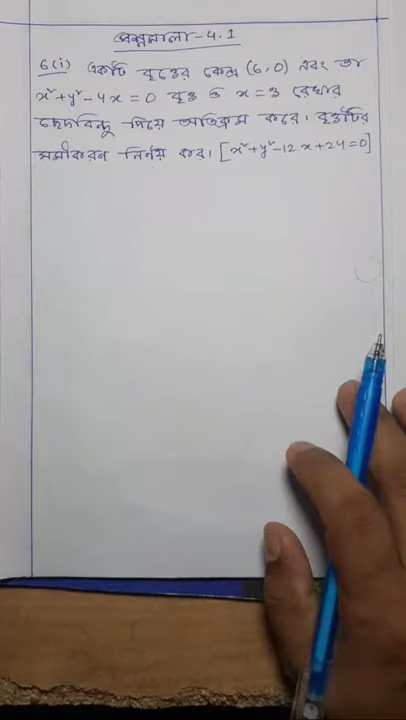 প্রশ্নমালা-4.1
6(i) একটি বৃত্তের কেন্দ্র (6,0) এবং তা
x²+y²-4x=0 বৃত্ত ও x=3 রেখার
ছেদবিন্দু দিয়ে অতিক্রম করে। বৃত্তটির
সমীকরণ নির্ণয় কর। [x²+y²-12x+24=0]